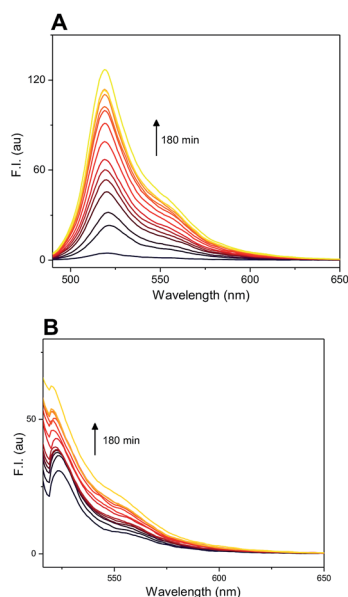 A
120
60
0
F.I. (au)
180 min
500
550
600
650
Wavelength (nm)
B
50
0
F.I. (au)
180 min
550
600
650
Wavelength (nm)